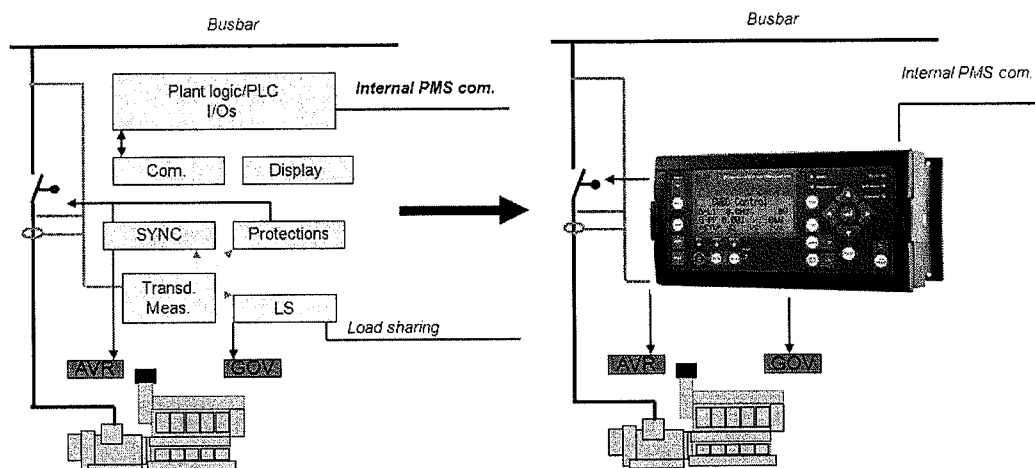 Busbar
Plant logic/PLC
I/Os
Internal PMS com.
Com.
Display
SYNC
Protections
Transd.
Meas.
LS
Load sharing
AVR
GOV
Busbar
Internal PMS com.
AVR
GOV